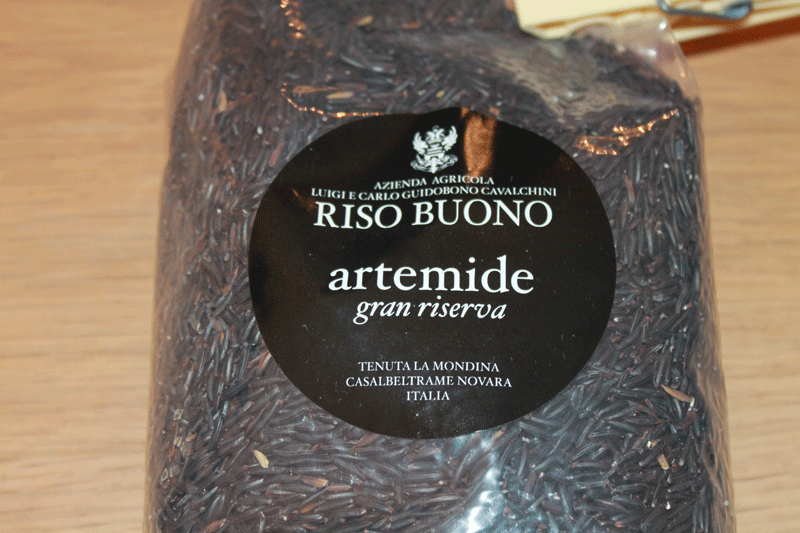 AZIENDA AGRICOLA
LUIGI E CARLO GUIDOBONO CAVALCHINI
RISO BUONO
artemide
gran riserva
TENUTA LA MONDINA
CASALBELTRAME NOVARA
ITALIA